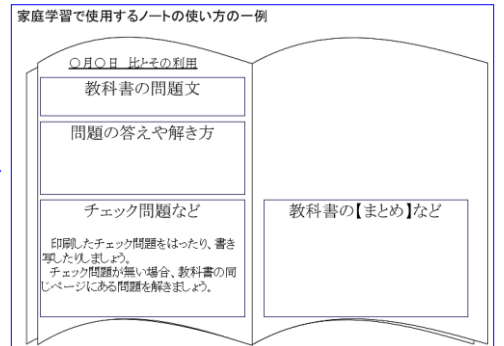 家庭学習で使用するノートの使い方の一例
○月○日 比とその利用
教科書の問題文
問題の答えや解き方
チェック問題など
印刷したチェック問題をはったり、書き
写したりしましょう。
チェック問題が無い場合、教科書の同
じページにある問題を解きましょう。
教科書の【まとめ】など